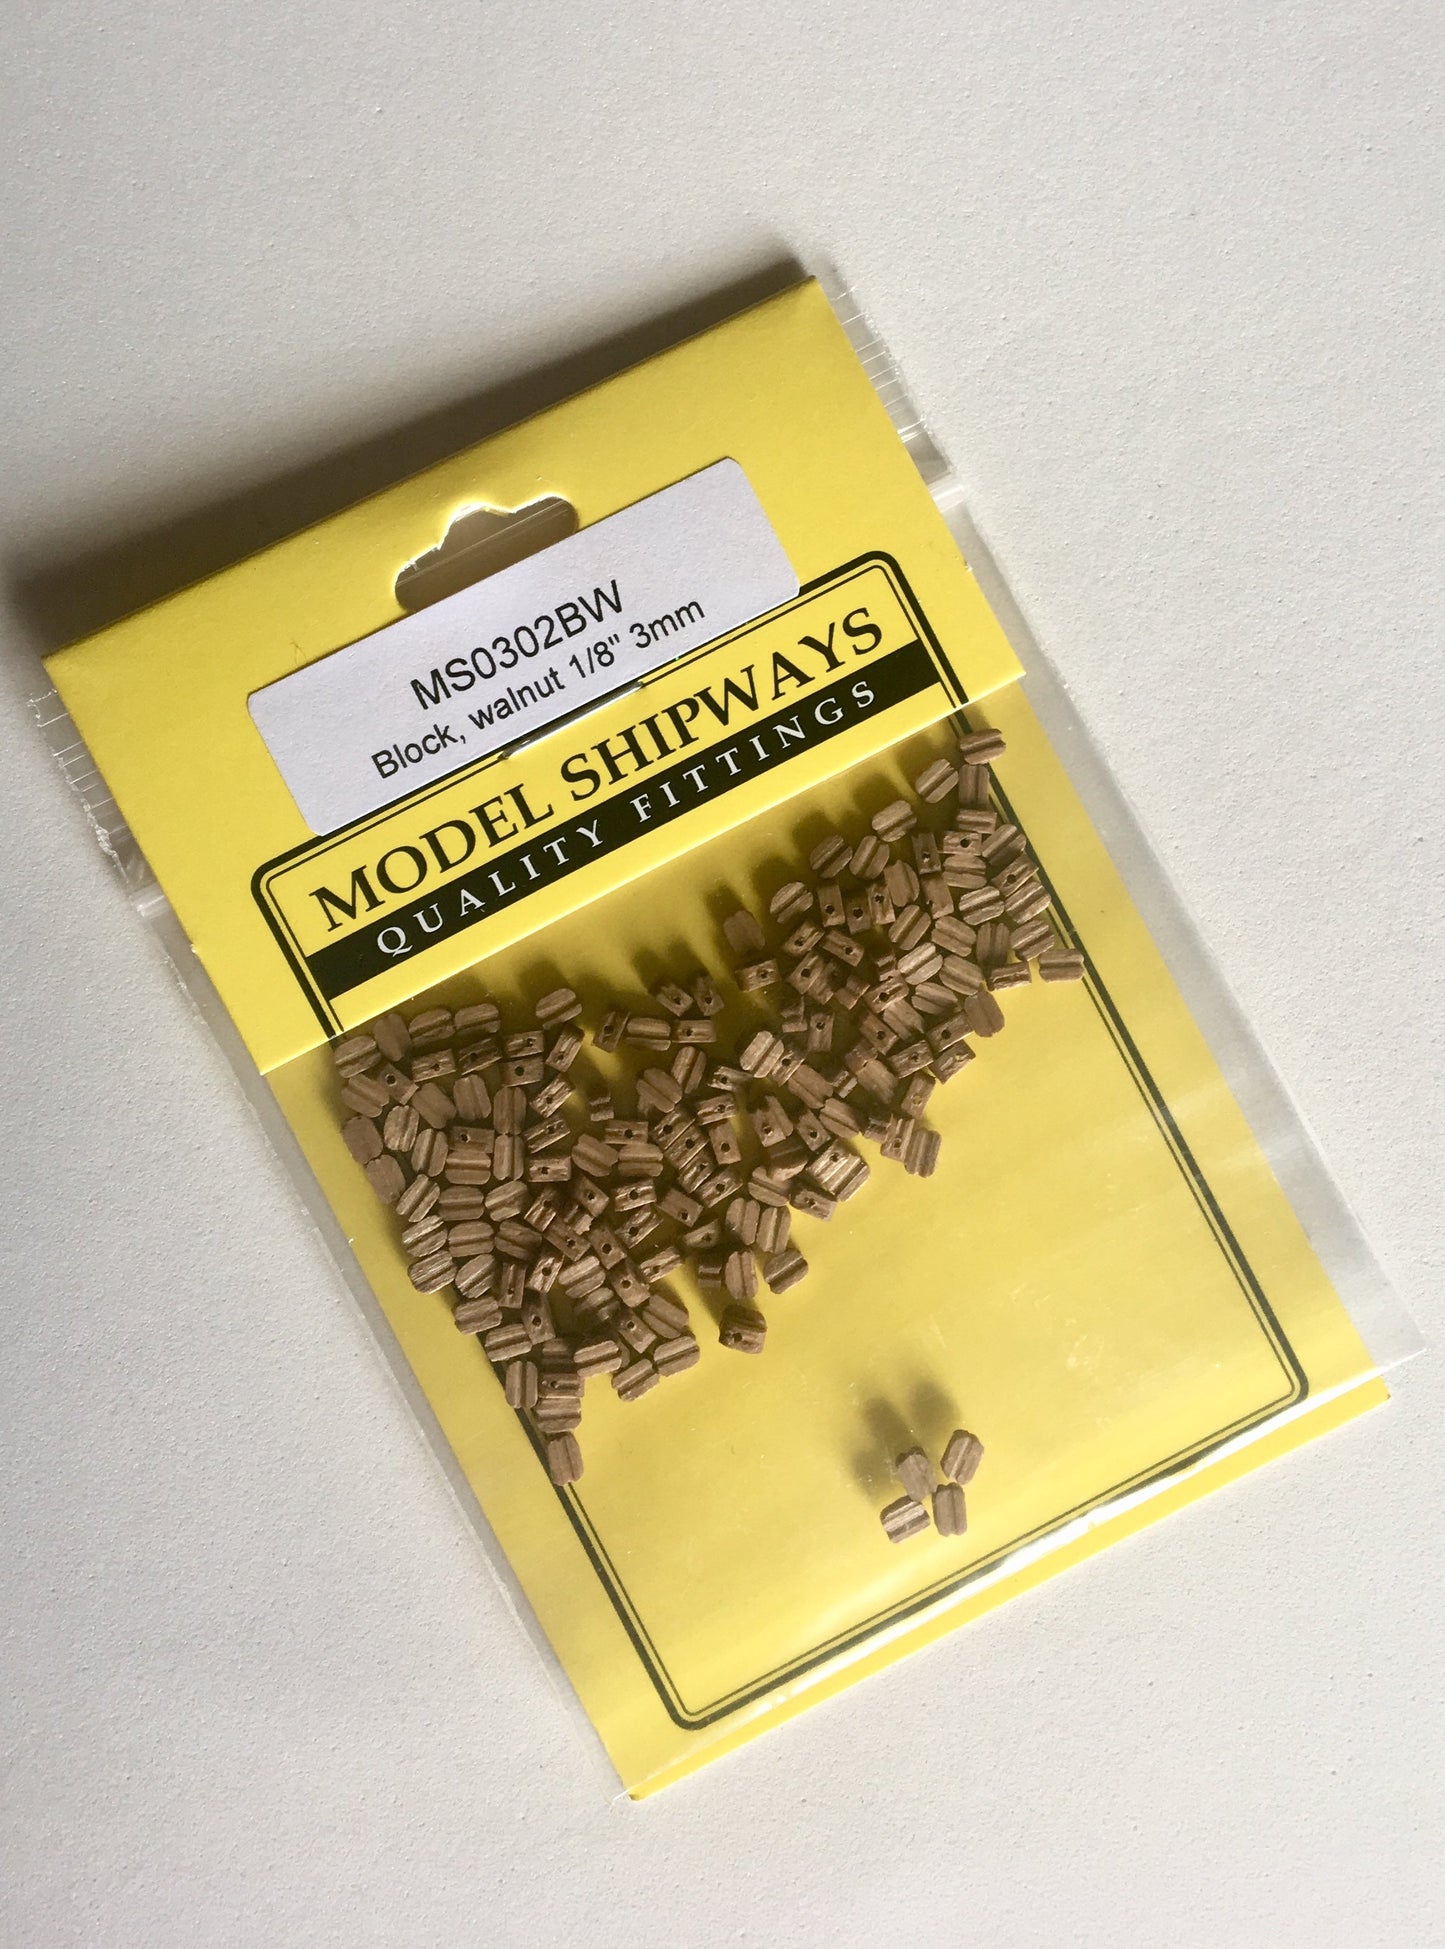 MS0302BW
Block, walnut 1/8" 3mm
MODEL SHIPWAYS
QUALITY FITTINGS